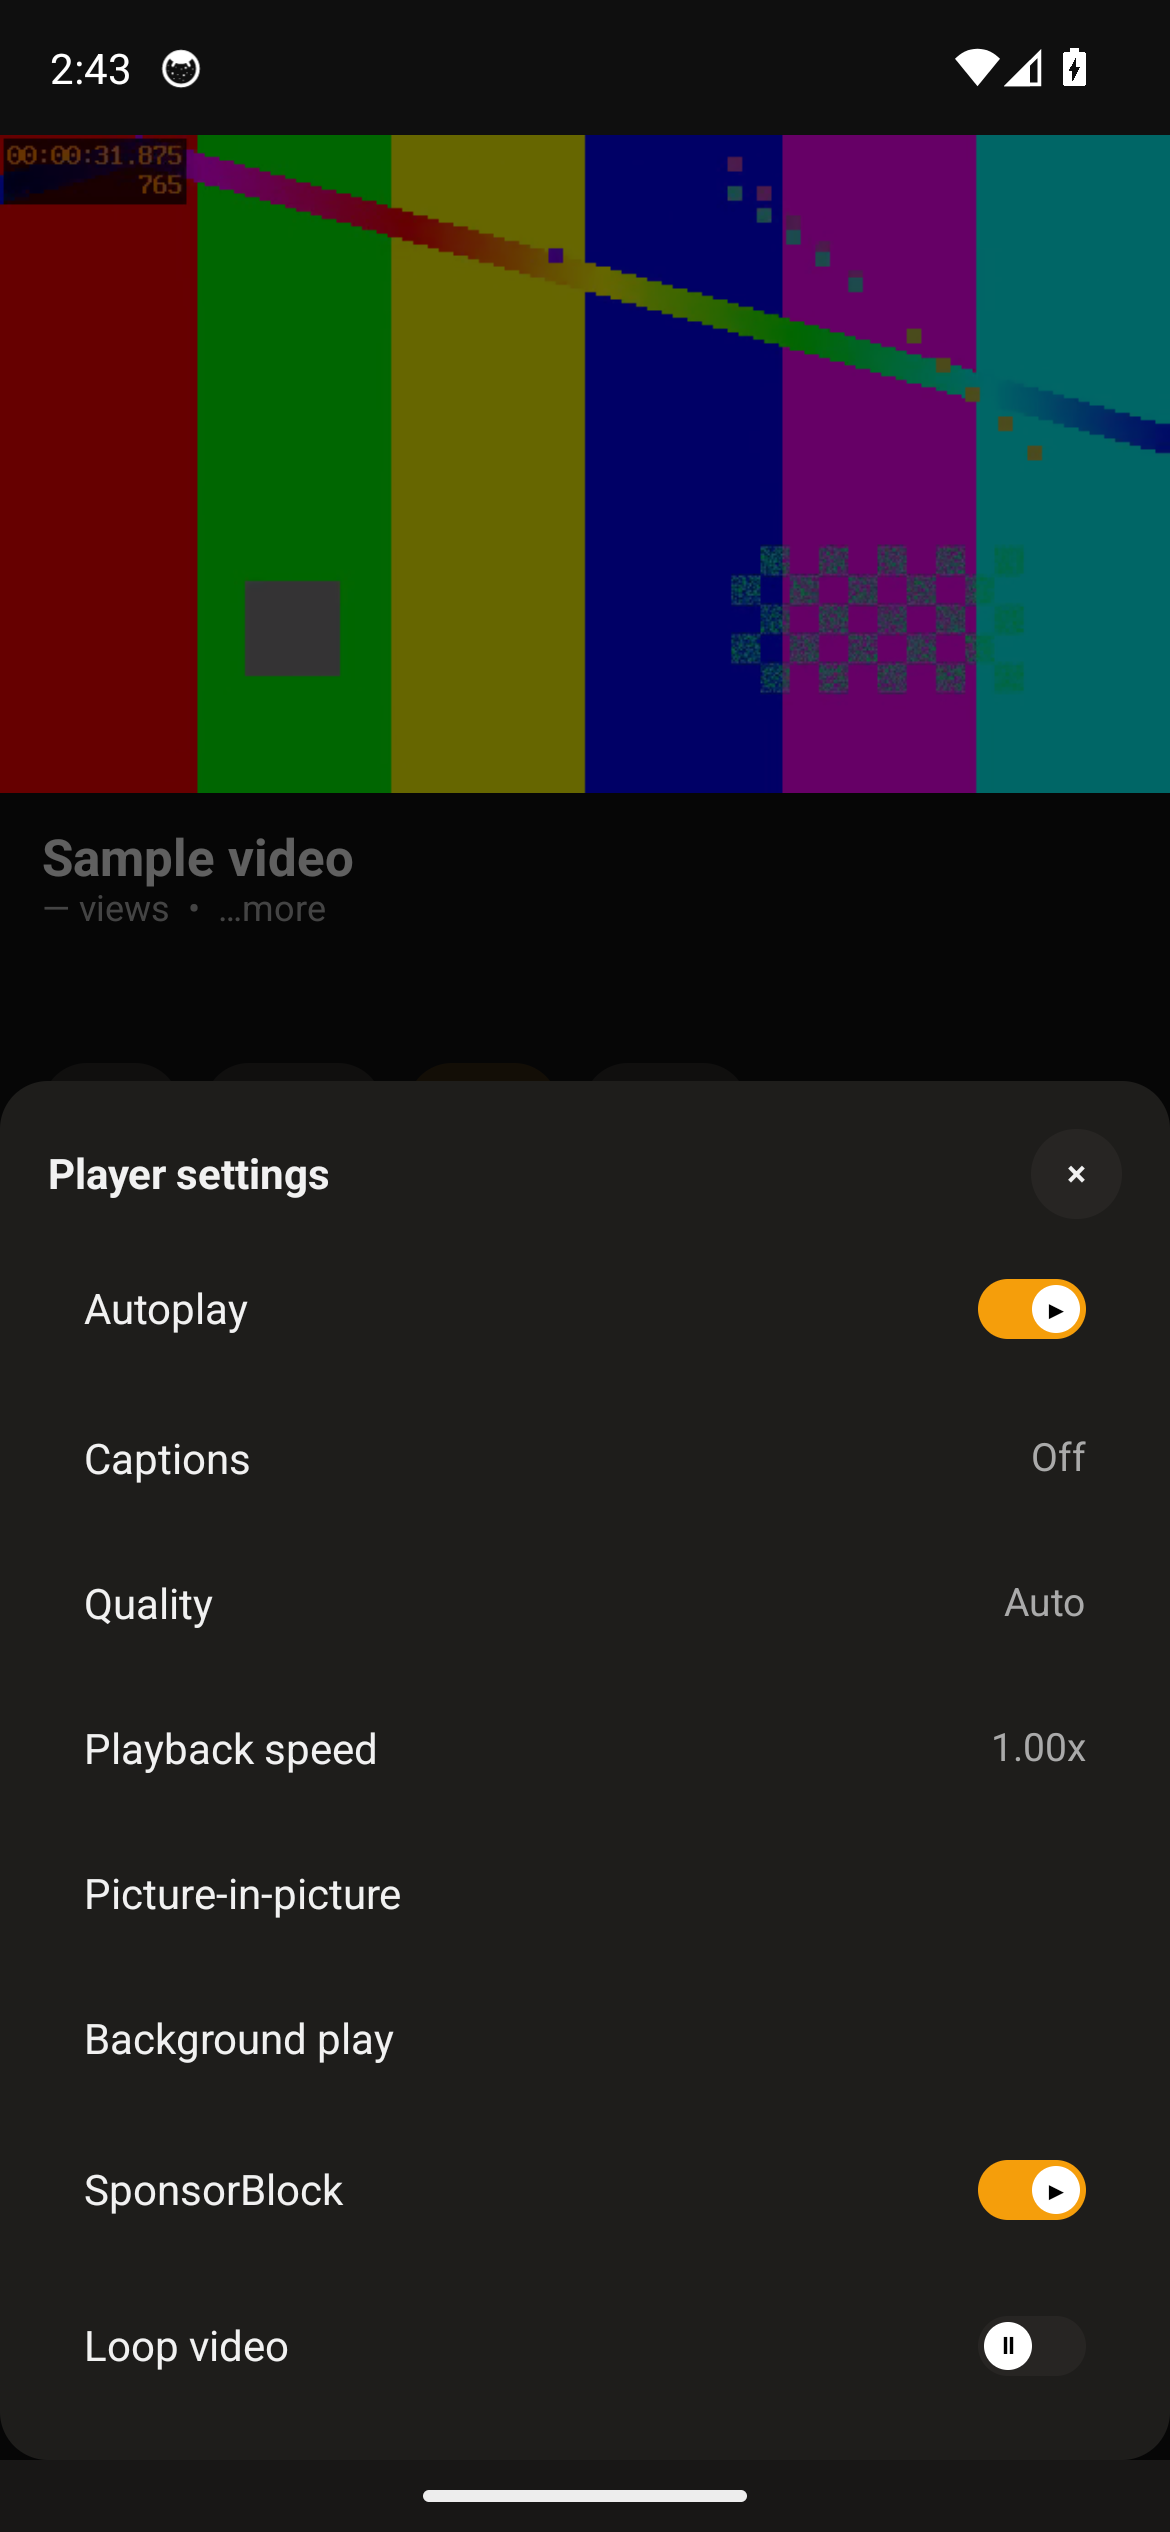 2:43
00:00:31.875
765
Sample video
— views • …more
Player settings
Autoplay
Captions
Off
Quality
Auto
Playback speed
1.00x
Picture-in-picture
Background play
SponsorBlock
Loop video